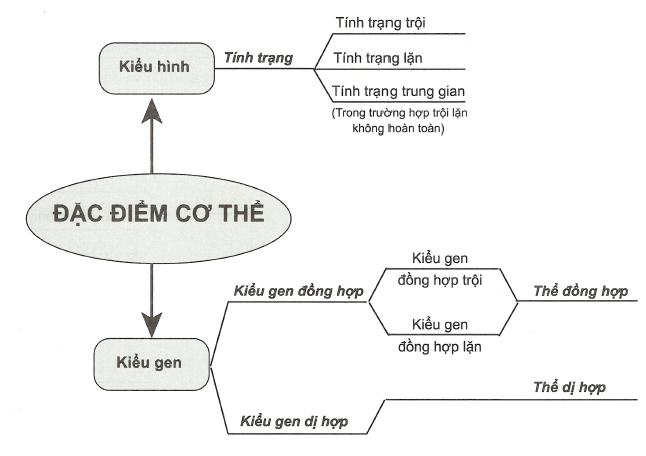 Tính trạng trội
Kiểu hình
Tính trạng
Tính trạng lặn
Tính trạng trung gian
(Trong trường hợp trội lặn
không hoàn toàn)
ĐẶC ĐIỂM CƠ THỂ
Kiểu gen
đồng hợp trội
Kiểu gen đồng hợp
Thể đồng hợp
Kiểu gen
đồng hợp lặn
Kiểu gen
Thể dị hợp
Kiểu gen dị hợp